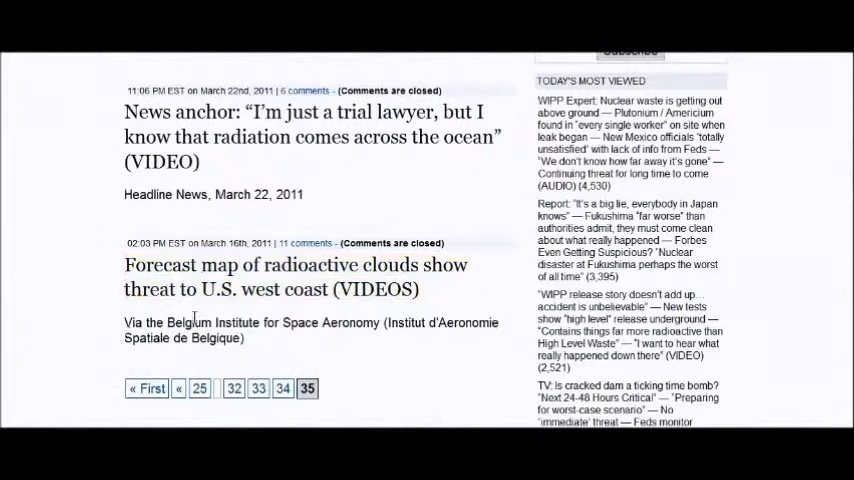 Subscribe
11:06 PM EST on March 22nd, 2011 | 6 comments - (Comments are closed)
News anchor: “I’m just a trial lawyer, but I
know that radiation comes across the ocean”
(VIDEO)
Headline News, March 22, 2011
02:03 PM EST on March 16th, 2011 | 11 comments - (Comments are closed)
Forecast map of radioactive clouds show
threat to U.S. west coast (VIDEOS)
Via the Belgium Institute for Space Aeronomy (Institut d'Aeronomie
Spatiale de Belgique)
« First « 25 32 33 34 35
TODAY'S MOST VIEWED
WIPP Expert: Nuclear waste is getting out
above ground — Plutonium / Americium
found in “every single worker” on site when
leak began — New Mexico officials ‘totally
unsatisfied’ with lack of info from Feds —
“We don't know how far away it's gone” —
Continuing threat for long time to come
(AUDIO) (4,530)
Report: “It's a big lie, everybody in Japan
knows” — Fukushima “far worse” than
authorities admit, they must come clean
about what really happened — Forbes
Even Getting Suspicious? “Nuclear
disaster at Fukushima perhaps the worst
of all time” (3,395)
“WIPP release story doesn't add up...
accident is unbelievable” — New tests
show “high level” release underground —
“Contains things far more radioactive than
High Level Waste” — “I want to hear what
really happened down there” (VIDEO)
(2,521)
TV: Is cracked dam a ticking time bomb?
“Next 24-48 Hours Critical” — “Preparing
for worst-case scenario” — No
‘immediate’ threat — Feds monitor